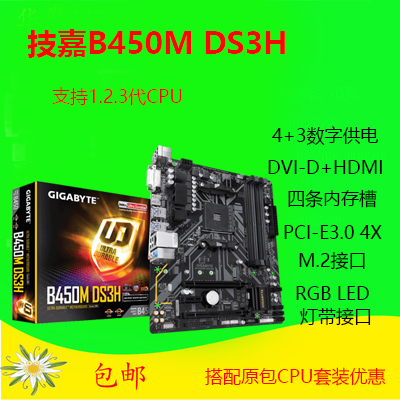 技嘉B450M DS3H
支持1.2.3代CPU
4+3数字供电
DVI-D+HDMI
四条内存槽
PCI-E3.0 4X
M.2接口
RGB LED
灯带接口
GIGABYTE
ULTRA DURABLE
B450M DS3H
包邮
搭配原包CPU套装优惠